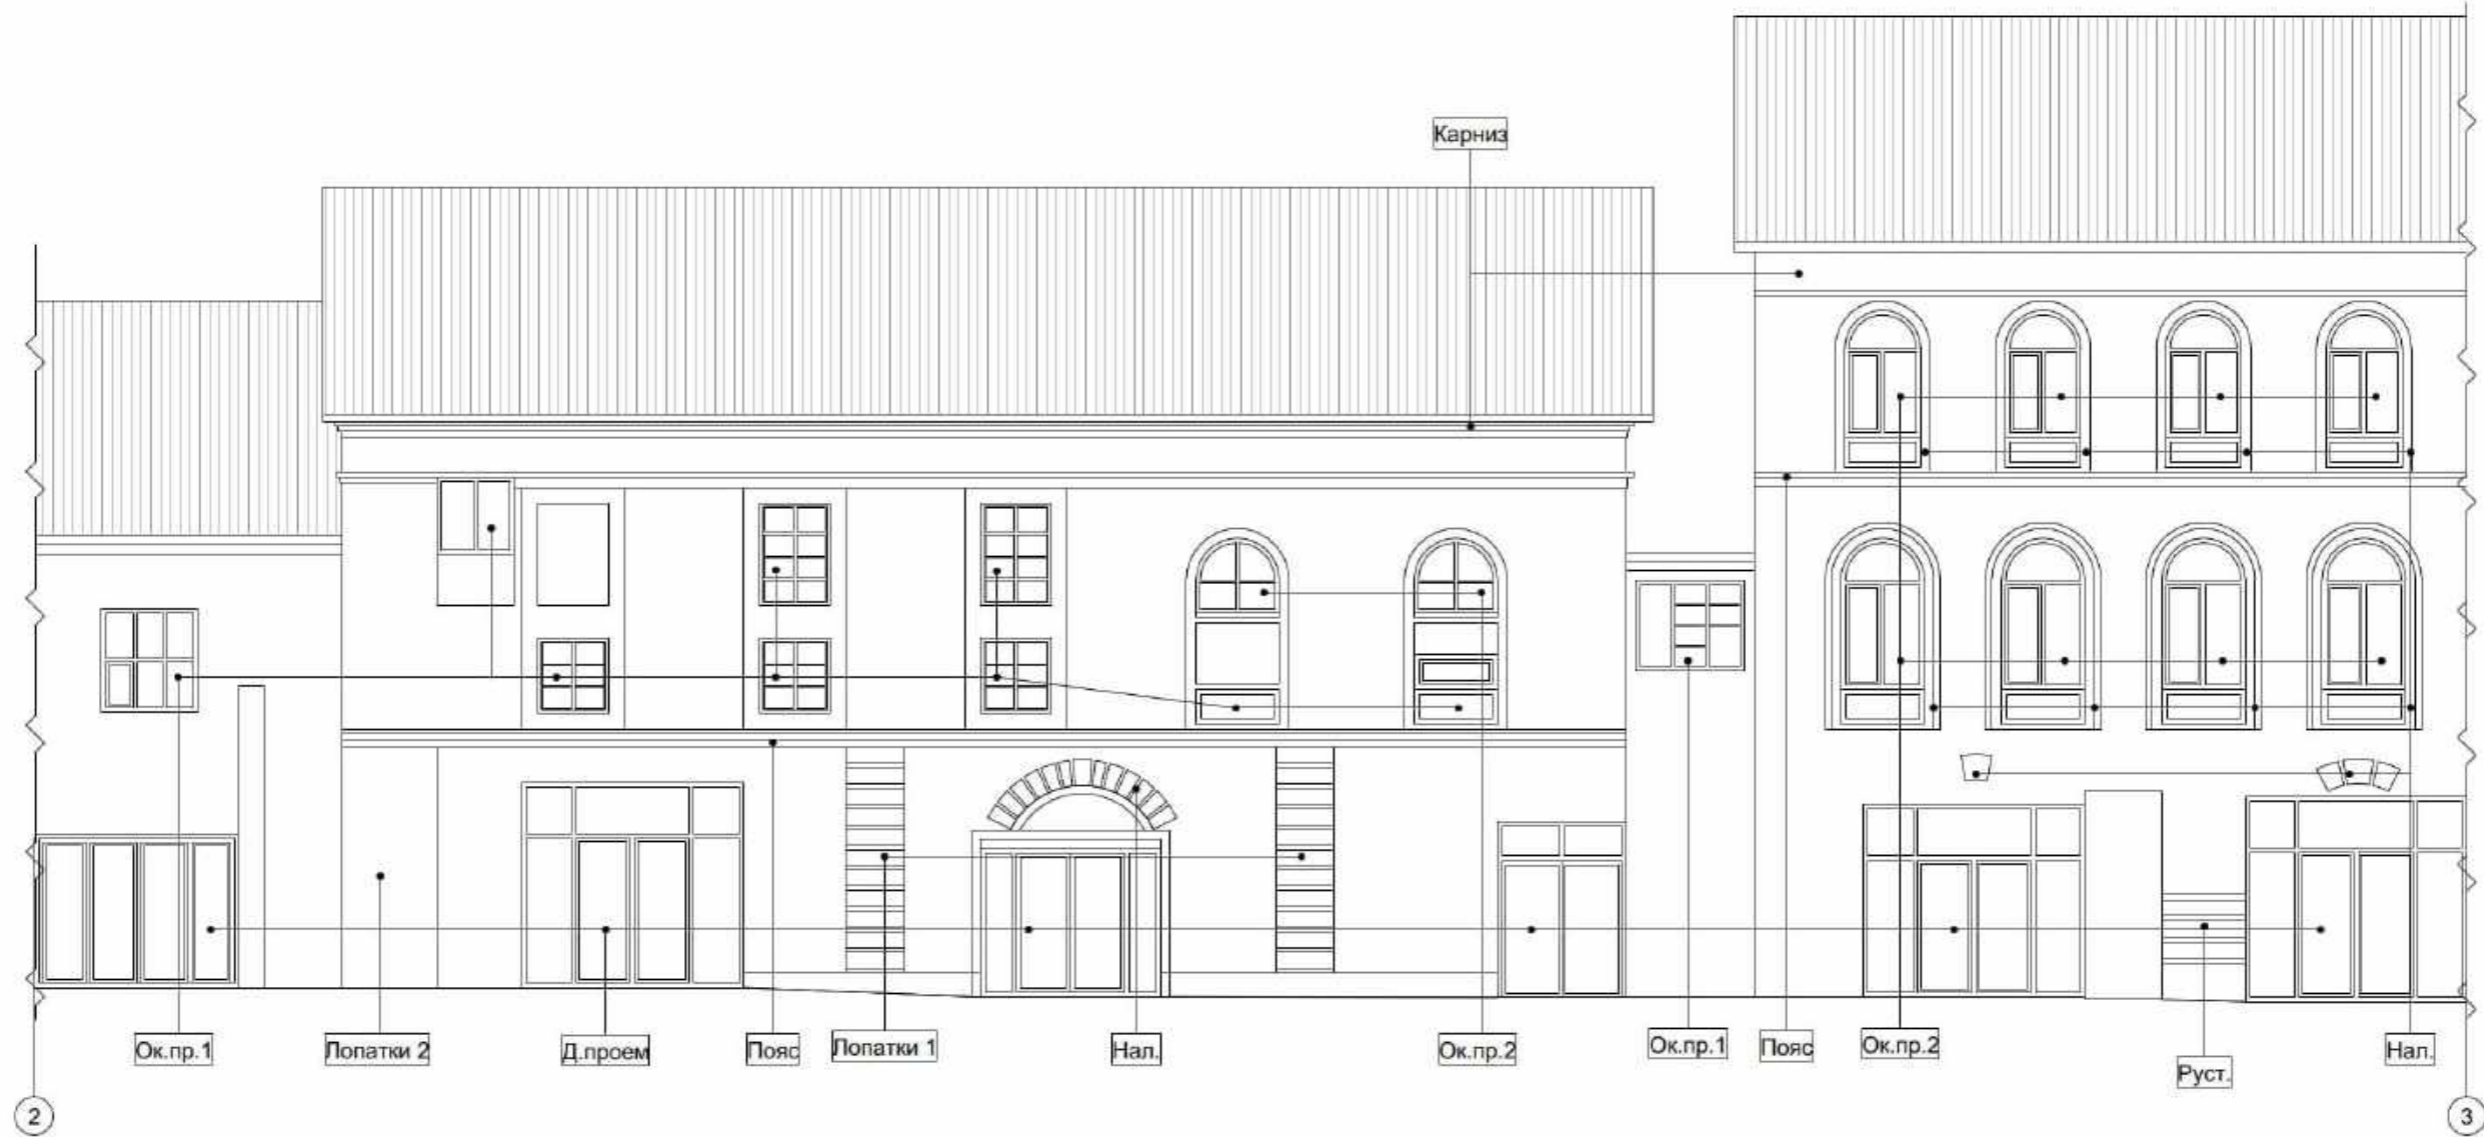 Карниз
Ок.пр.1
Лопатки 2
Д.проем
Пояс
Лопатки 1
Нал.
Ок.пр.2
Ок.пр.1
Пояс
Ок.пр.2
Руст.
Нал.
2
3